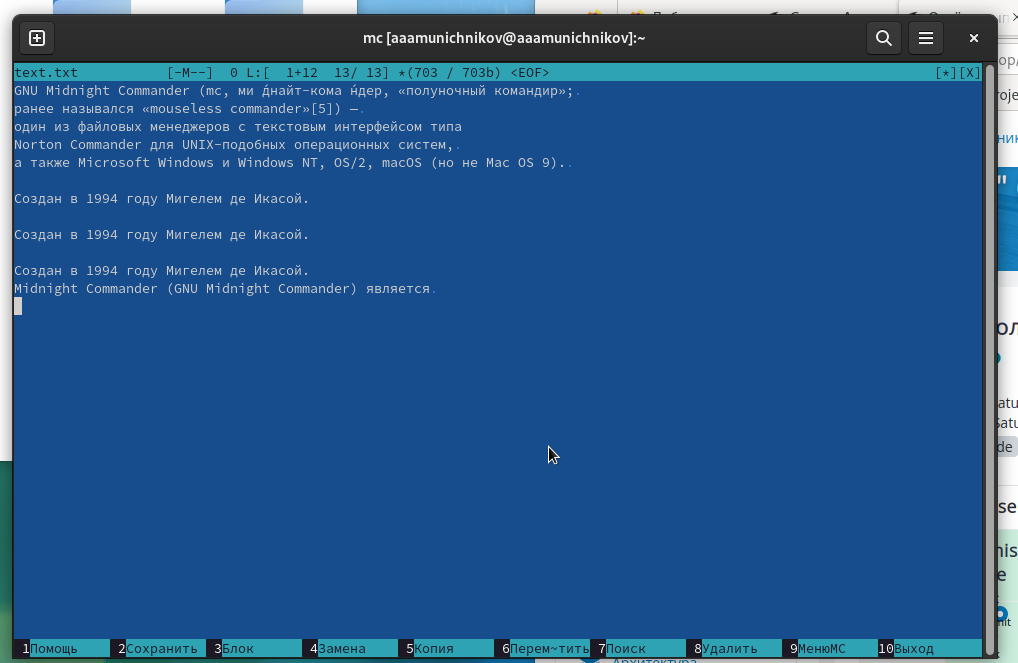 mc [aaamunichnikov@aaamunichnikov]:~
text.txt [-M--] 0 L:[ 1+12 13/ 13] *(703 / 703b) <EOF> [*][X]
GNU Midnight Commander (mc, ми ́днайт-кома ́ндер, «полуночный командир»;.
ранее назывался «mouseless commander»[5]) —.
один из файловых менеджеров с текстовым интерфейсом типа
Norton Commander для UNIX-подобных операционных систем,.
а также Microsoft Windows и Windows NT, OS/2, macOS (но не Mac OS 9)..
Создан в 1994 году Мигелем де Икасой.
Создан в 1994 году Мигелем де Икасой.
Создан в 1994 году Мигелем де Икасой.
Midnight Commander (GNU Midnight Commander) является.
1Помощь 2Сохранить 3Блок 4Замена 5Копия 6Перем~тить 7Поиск 8Удалить 9МенюMC 10Выход